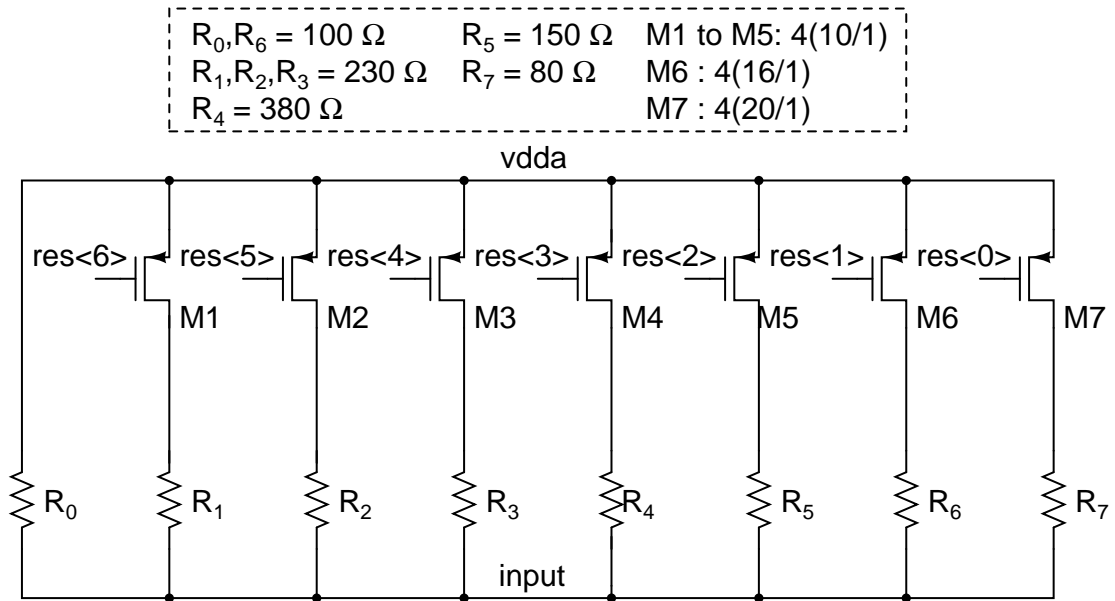 R₀,R₆ = 100 Ω R₅ = 150 Ω M1 to M5: 4(10/1)
R₁,R₂,R₃ = 230 Ω R₇ = 80 Ω M6 : 4(16/1)
R₄ = 380 Ω M7 : 4(20/1)
vdda
res<6> res<5> res<4> res<3> res<2> res<1> res<0>
M1 M2 M3 M4 M5 M6 M7
R₀ R₁ R₂ R₃ R₄ R₅ R₆ R₇
input